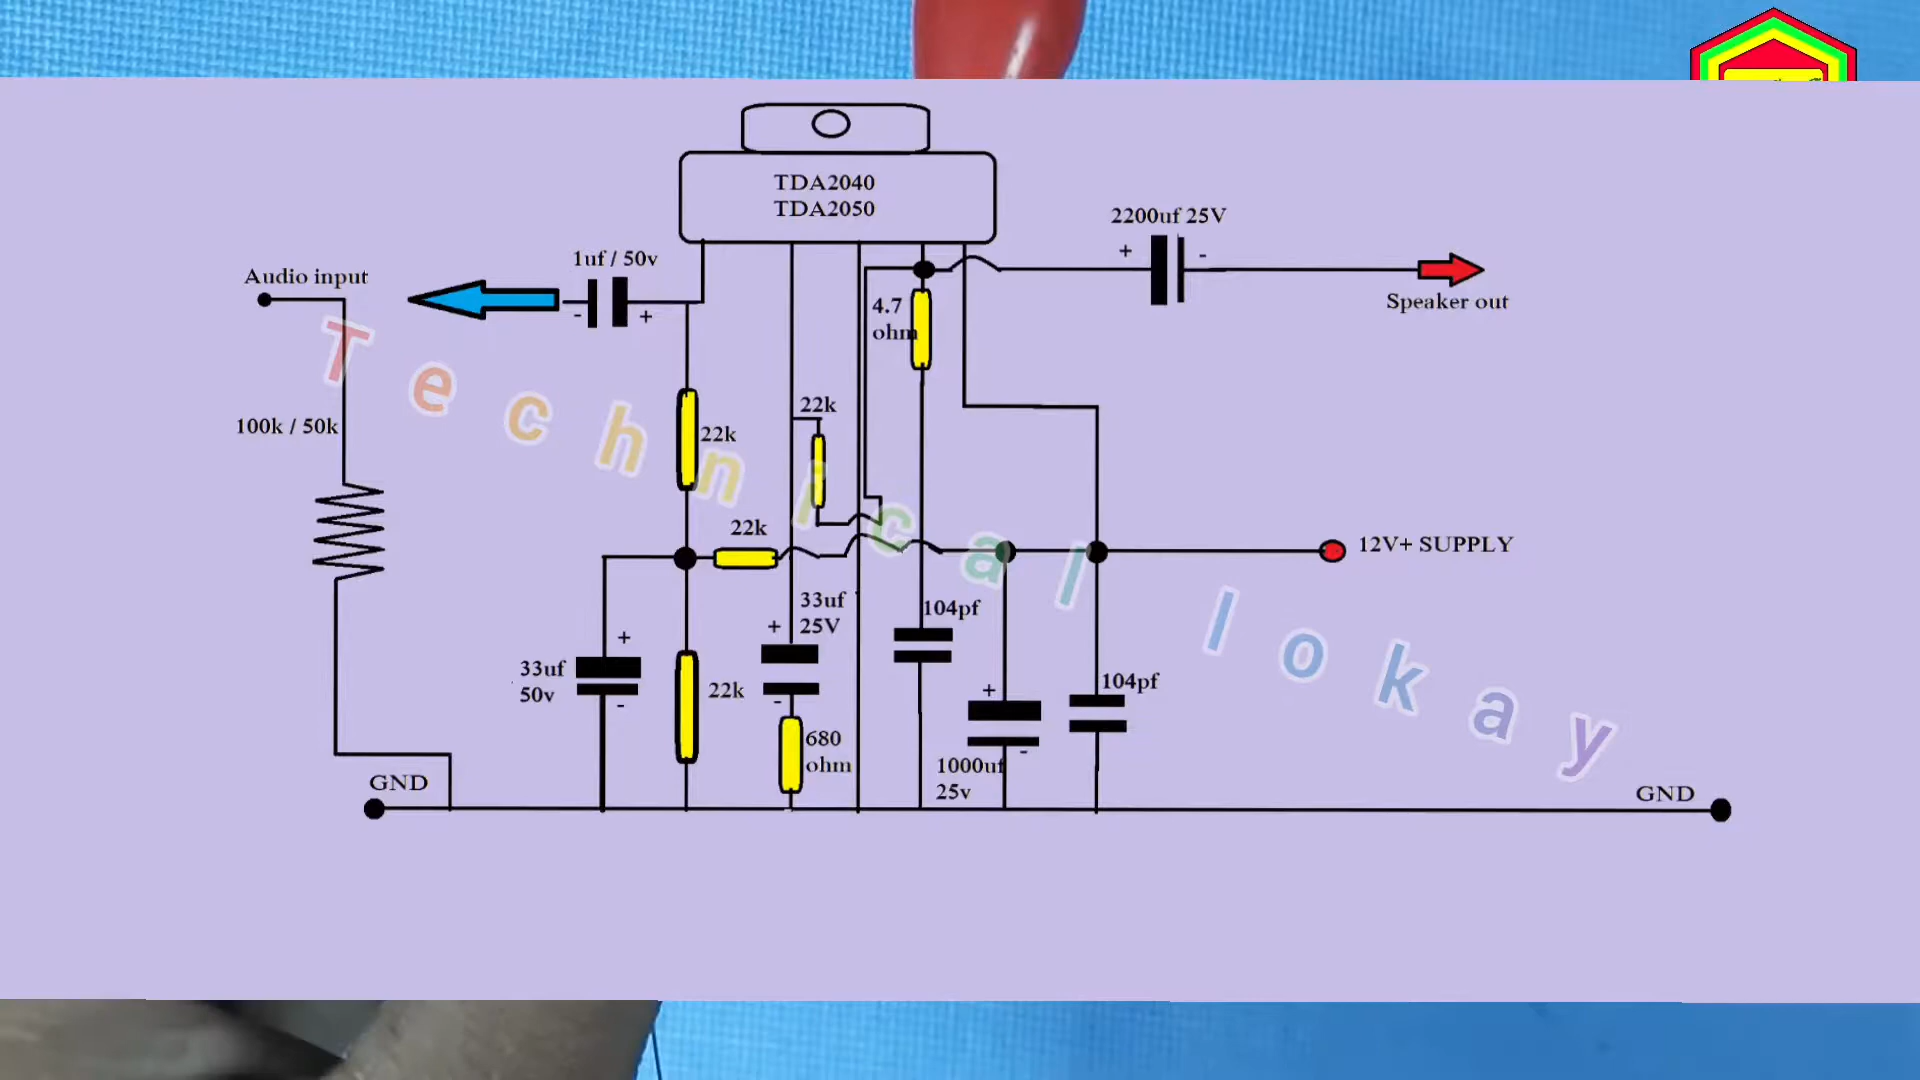 TDA2040
TDA2050
2200uf 25V
+
-
1uf / 50v
-
+
Audio input
Speaker out
4.7
ohm
100k / 50k
22k
22k
22k
12V+ SUPPLY
33uf
25V
+
-
104pf
33uf
50v
+
-
22k
680
ohm
+
-
1000uf
25v
104pf
GND
GND
Technical lokay